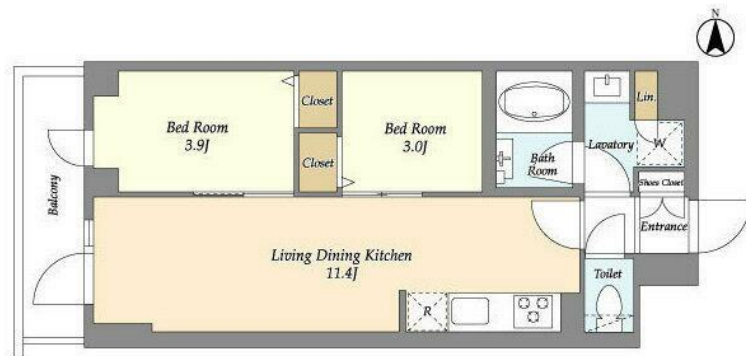 N
Bed Room
3.9J
Closet
Closet
Bed Room
3.0J
Bath
Room
Lavatory
Lin.
W
Shoes Closet
Entrance
Balcony
Living Dining Kitchen
11.4J
R
Toilet